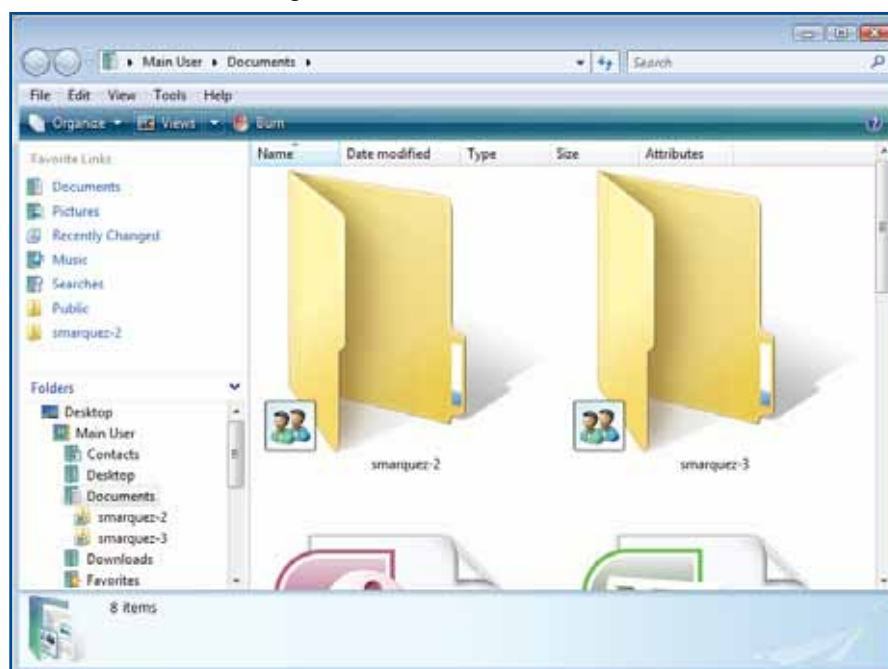 Main User Documents
Search
File Edit View Tools Help
Organize Views Burn
Favorite Links
Documents
Pictures
Recently Changed
Music
Searches
Public
smarquez-2
Folders
Desktop
Main User
Contacts
Desktop
Documents
smarquez-2
smarquez-3
Downloads
Favorites
Name Date modified Type Size Attributes
smarquez-2 smarquez-3
8 items